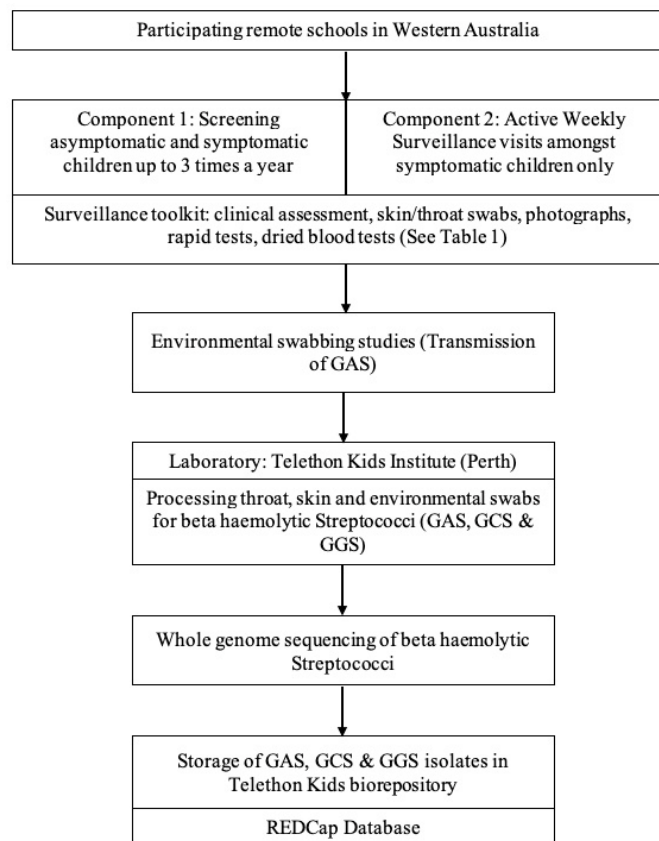 Participating remote schools in Western Australia
Component 1: Screening
asymptomatic and symptomatic
children up to 3 times a year
Component 2: Active Weekly
Surveillance visits amongst
symptomatic children only
Surveillance toolkit: clinical assessment, skin/throat swabs, photographs,
rapid tests, dried blood tests (See Table 1)
Environmental swabbing studies (Transmission
of GAS)
Laboratory: Telethon Kids Institute (Perth)
Processing throat, skin and environmental swabs
for beta haemolytic Streptococci (GAS, GCS &
GGS)
Whole genome sequencing of beta haemolytic
Streptococci
Storage of GAS, GCS & GGS isolates in
Telethon Kids biorepository
REDCap Database